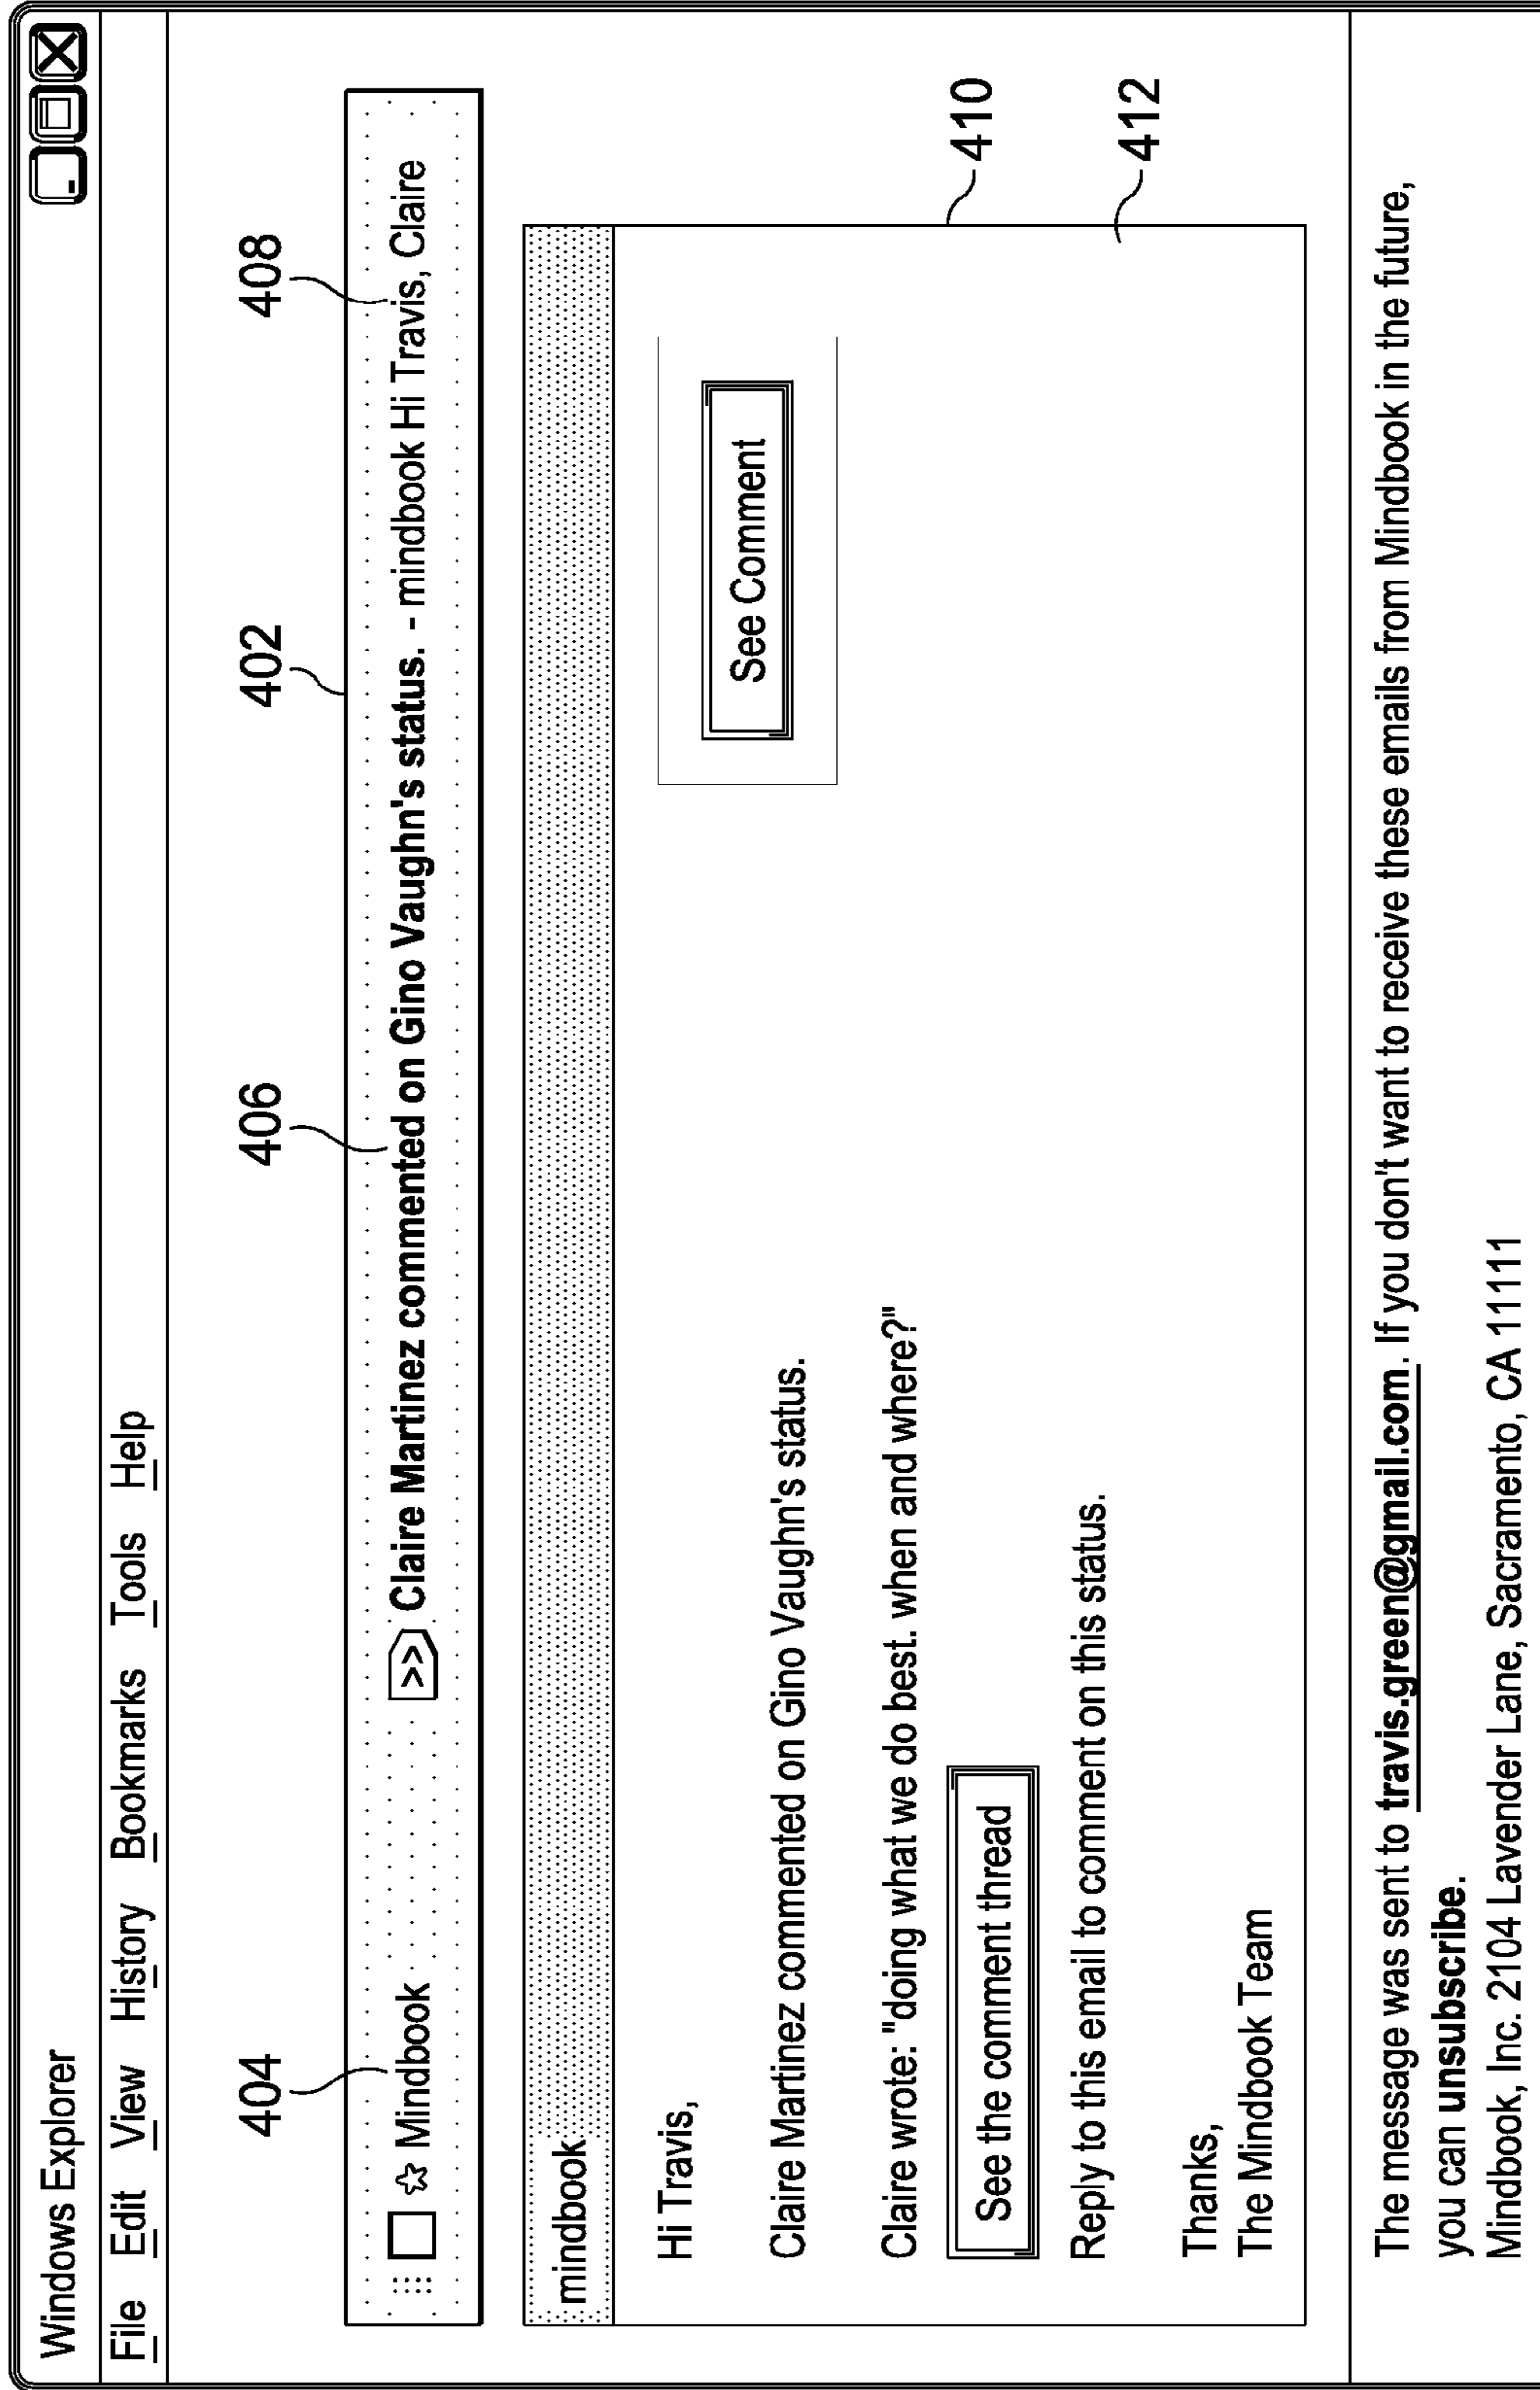 Windows Explorer
File Edit View History Bookmarks Tools Help
404 406 402 408
Mindbook >> Claire Martinez commented on Gino Vaughn's status. - mindbook Hi Travis, Claire
mindbook
Hi Travis,
See Comment
Claire Martinez commented on Gino Vaughn's status.
Claire wrote: "doing what we do best. when and where?"
See the comment thread
410
Reply to this email to comment on this status.
412
Thanks,
The Mindbook Team
The message was sent to travis.green@gmail.com. If you don't want to receive these emails from Mindbook in the future,
you can unsubscribe.
Mindbook, Inc. 2104 Lavender Lane, Sacramento, CA 11111